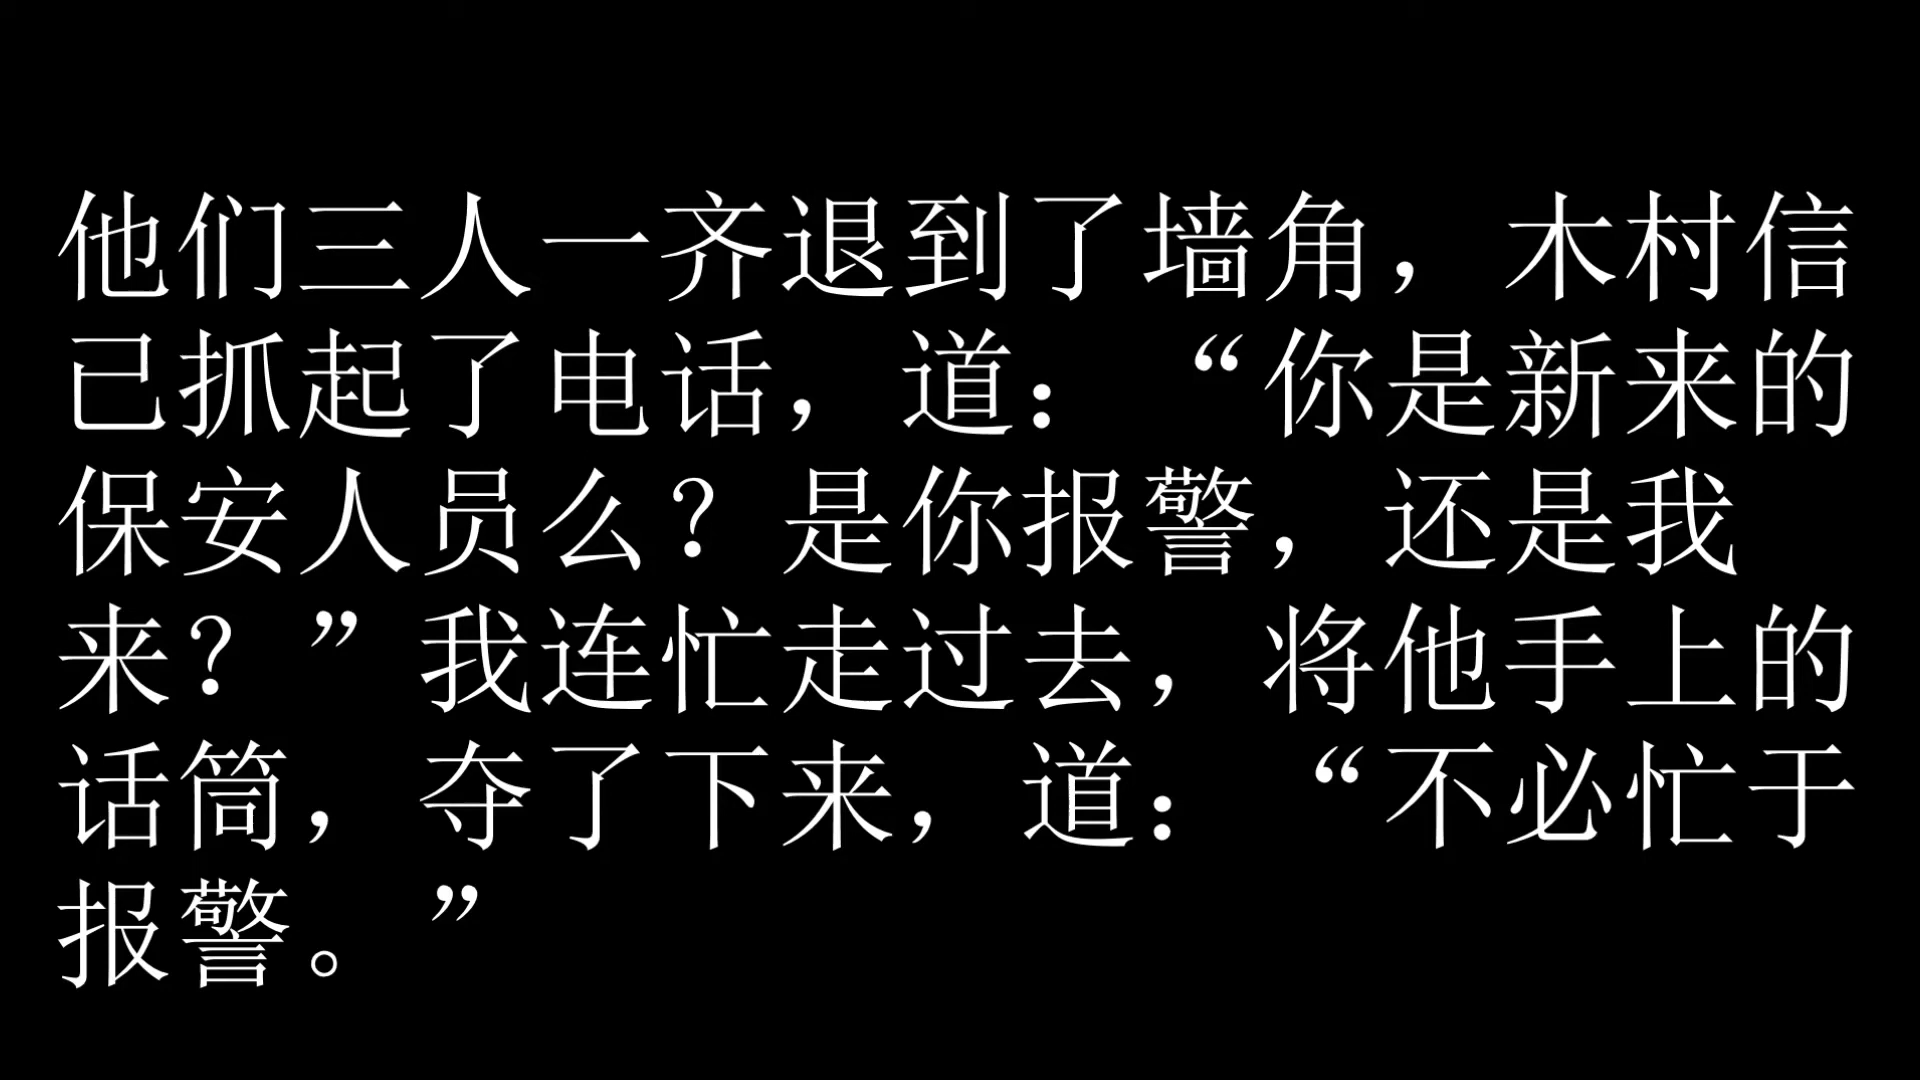 他们三人一齐退到了墙角，木村信
已抓起了电话，道：“你是新来的
保安人员么？是你报警，还是我
来？”我连忙走过去，将他手上的
话筒，夺了下来，道：“不必忙于
报警。”